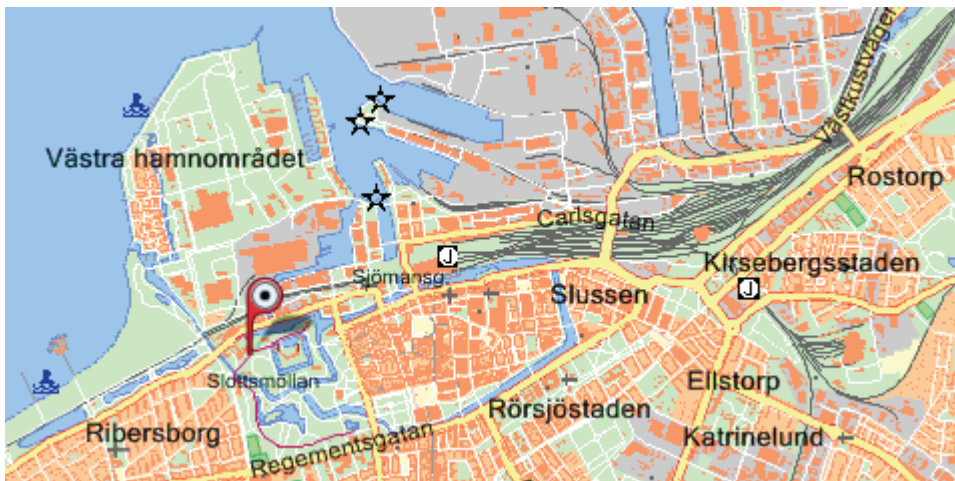 Västkustvägen
Västra hamnområdet
Rostorp
Carlsgatan
J
Sjömansg.
Kirsebergsstaden
J
Slussen
Slottsmöllan
Ellstorp
Rörsjöstaden
Ribersborg
Regementsgatan
Katrinelund